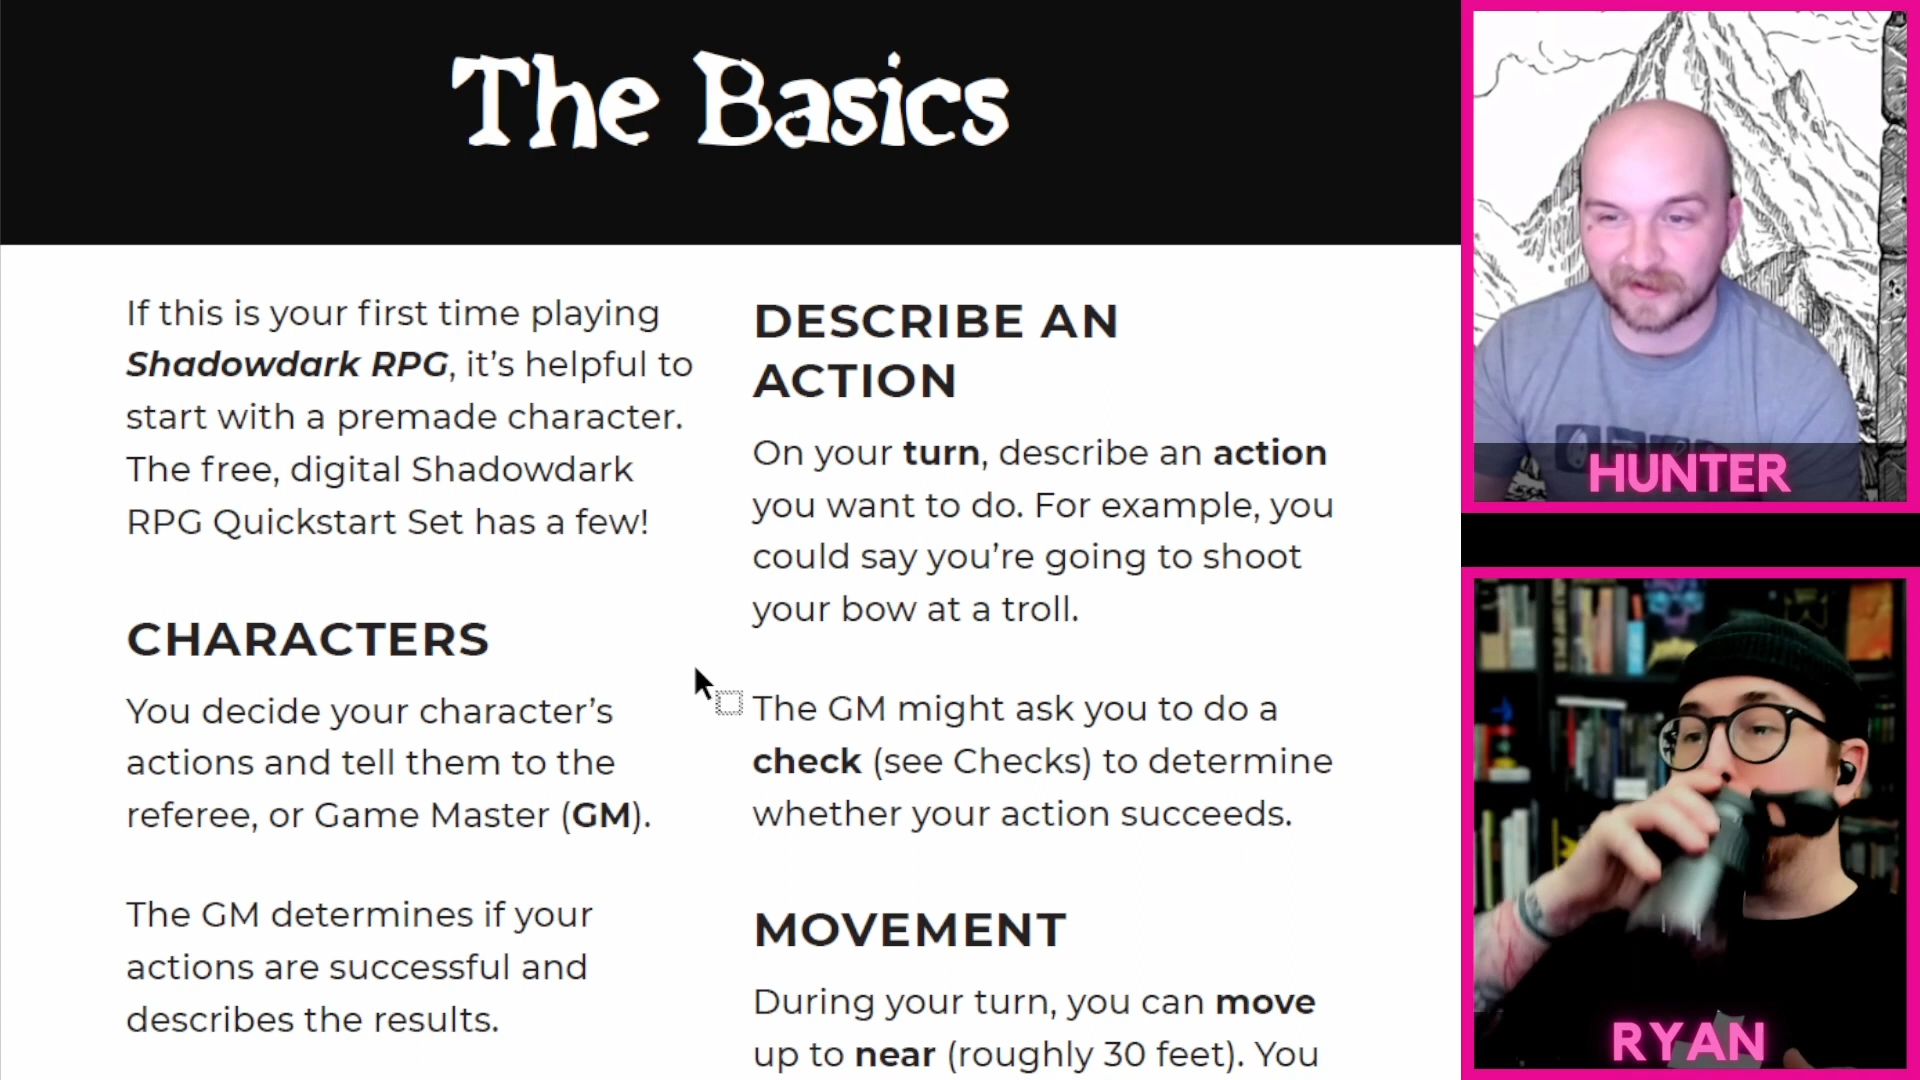 The Basics
If this is your first time playing
Shadowdark RPG, it's helpful to
start with a premade character.
The free, digital Shadowdark
RPG Quickstart Set has a few!
CHARACTERS
You decide your character's
actions and tell them to the
referee, or Game Master (GM).
The GM determines if your
actions are successful and
describes the results.
DESCRIBE AN
ACTION
On your turn, describe an action
you want to do. For example, you
could say you're going to shoot
your bow at a troll.
The GM might ask you to do a
check (see Checks) to determine
whether your action succeeds.
MOVEMENT
During your turn, you can move
up to near (roughly 30 feet). You
HUNTER
RYAN